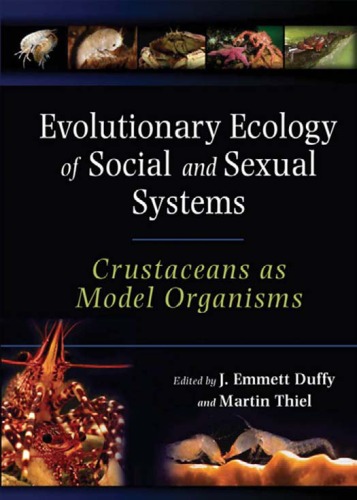 Evolutionary Ecology
of Social and Sexual
Systems
Crustaceans as
Model Organisms
Edited by J. Emmett Duffy
and Martin Thiel